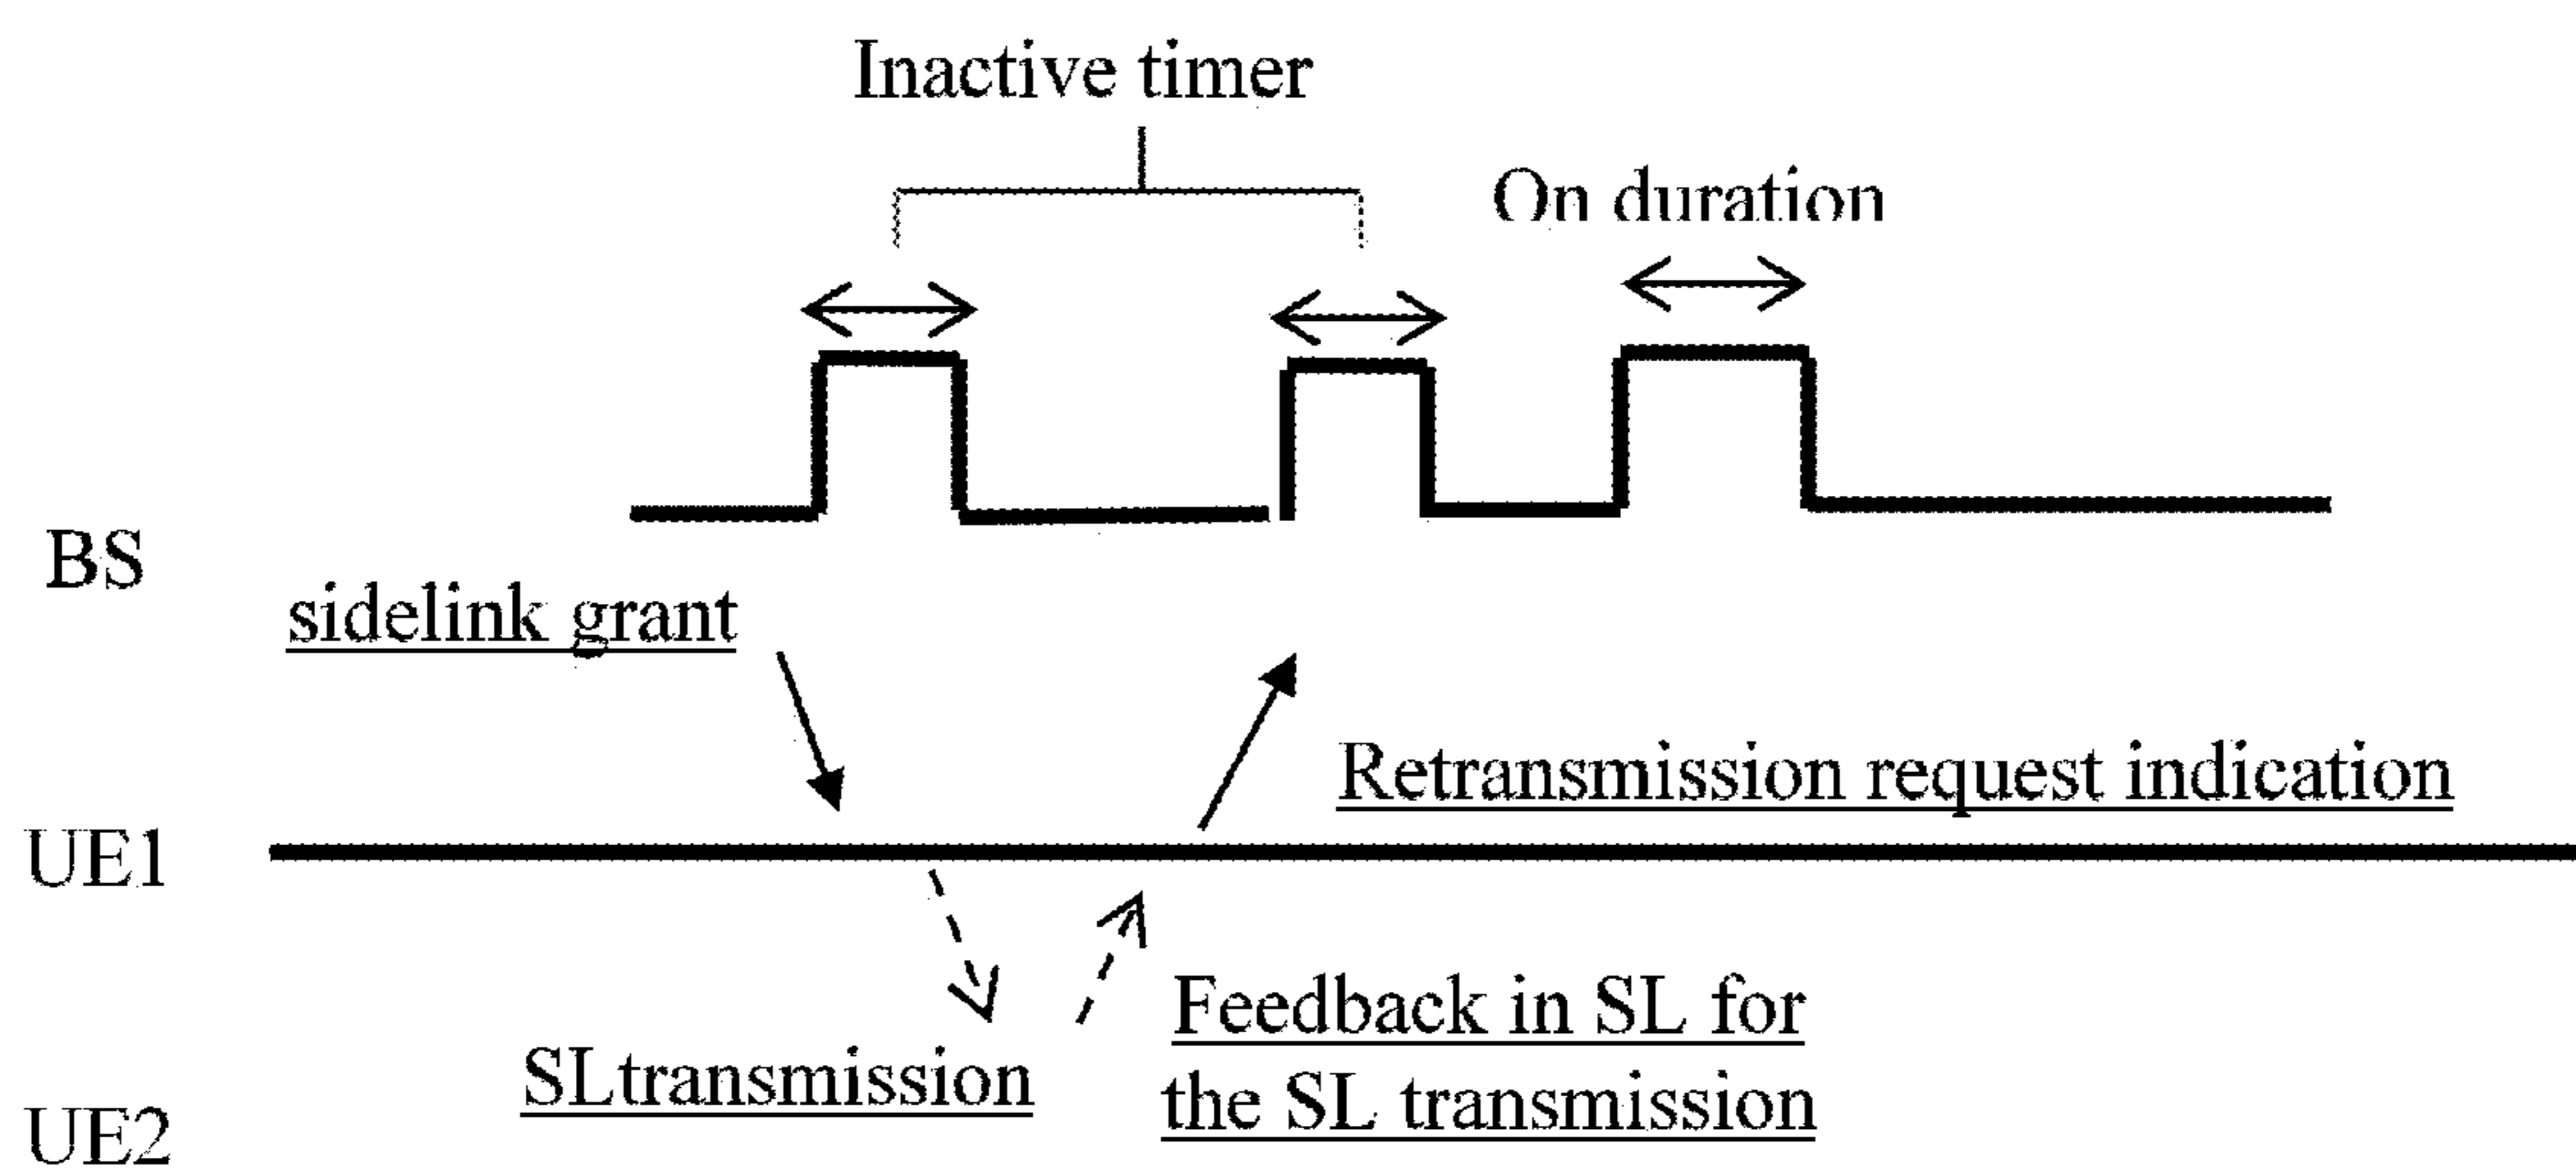 Inactive timer
On duration
BS
sidelink grant
Retransmission request indication
UE1
Feedback in SL for
the SL transmission
SLtransmission
UE2